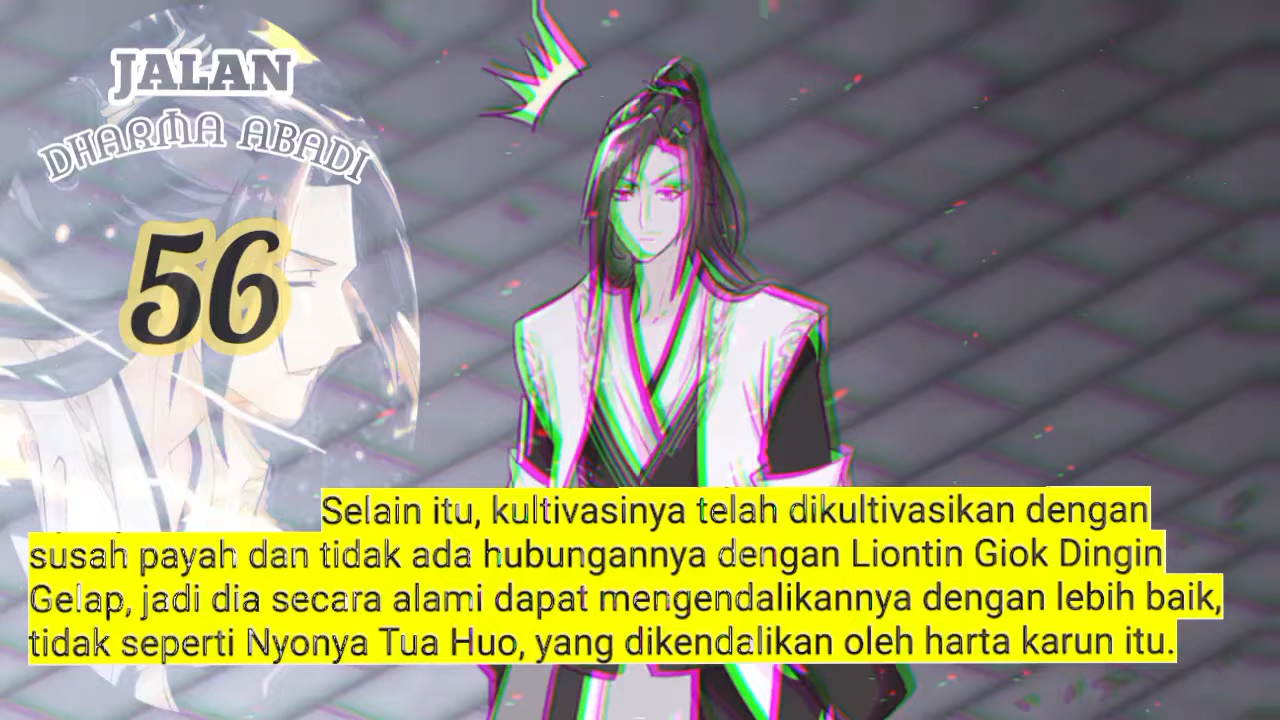 JALAN
DHARMA ABADI
56
Selain itu, kultivasinya telah dikultivasikan dengan
susah payah dan tidak ada hubungannya dengan Liontin Giok Dingin
Gelap, jadi dia secara alami dapat mengendalikannya dengan lebih baik,
tidak seperti Nyonya Tua Huo, yang dikendalikan oleh harta karun itu.